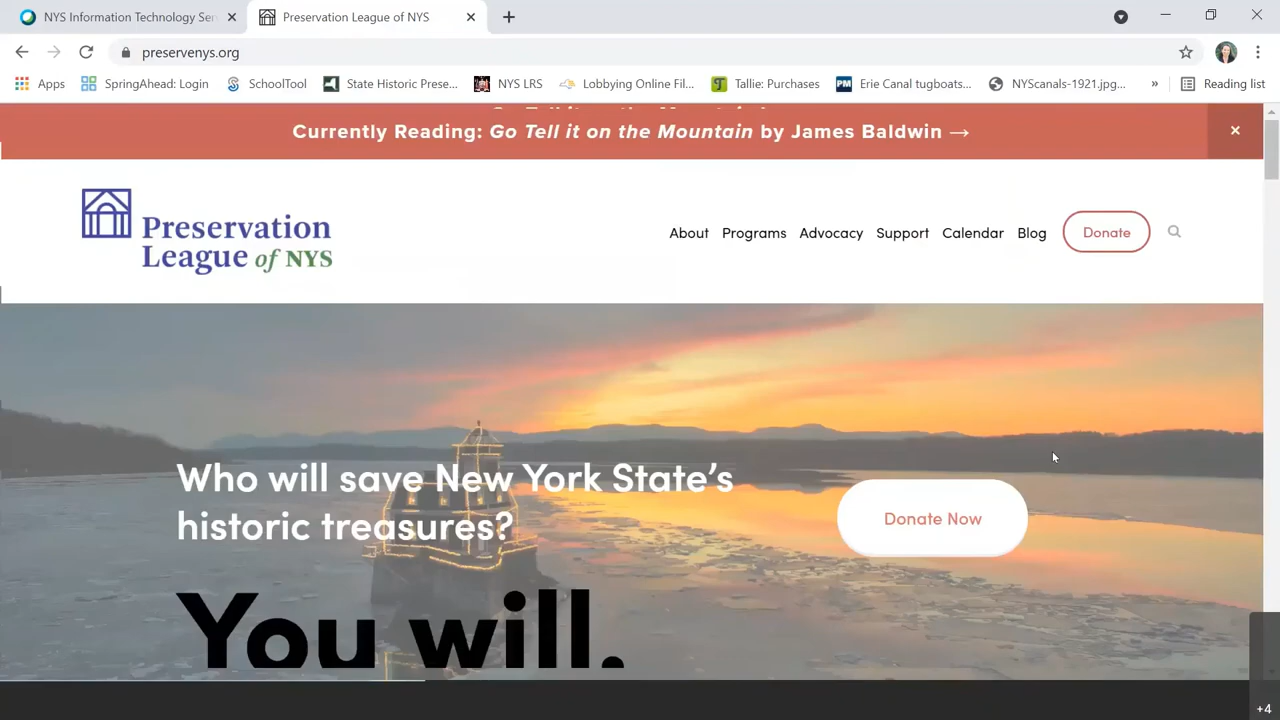 NYS Information Technology Ser
Preservation League of NYS
preservenys.org
Apps
SpringAhead: Login
SchoolTool
State Historic Prese...
NYS LRS
Lobbying Online Fil...
Tallie: Purchases
PM
Erie Canal tugboats...
NYScanals-1921.jpg...
»
Reading list
Currently Reading: Go Tell it on the Mountain by James Baldwin →
Preservation
League of NYS
About
Programs
Advocacy
Support
Calendar
Blog
Donate
Who will save New York State's
historic treasures?
Donate Now
You will.
+4